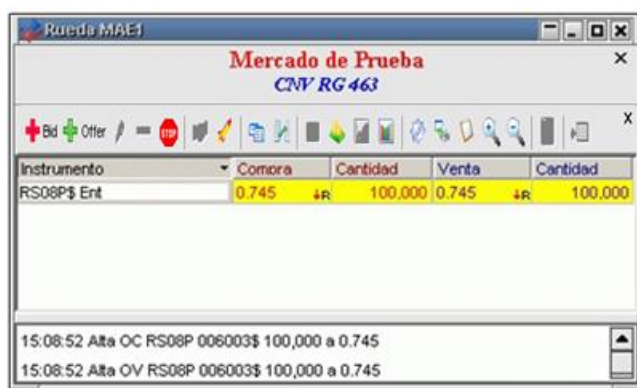 Rueda MAE1
Mercado de Prueba
CNV RG 463
Bid Offer STOP
Instrumento Compra Cantidad Venta Cantidad
RS08P$ Ent 0.745 R 100,000 0.745 R 100,000
15:08:52 Alta OC RS08P 006003$ 100,000 a 0.745
15:08:52 Alta OV RS08P 006003$ 100,000 a 0.745